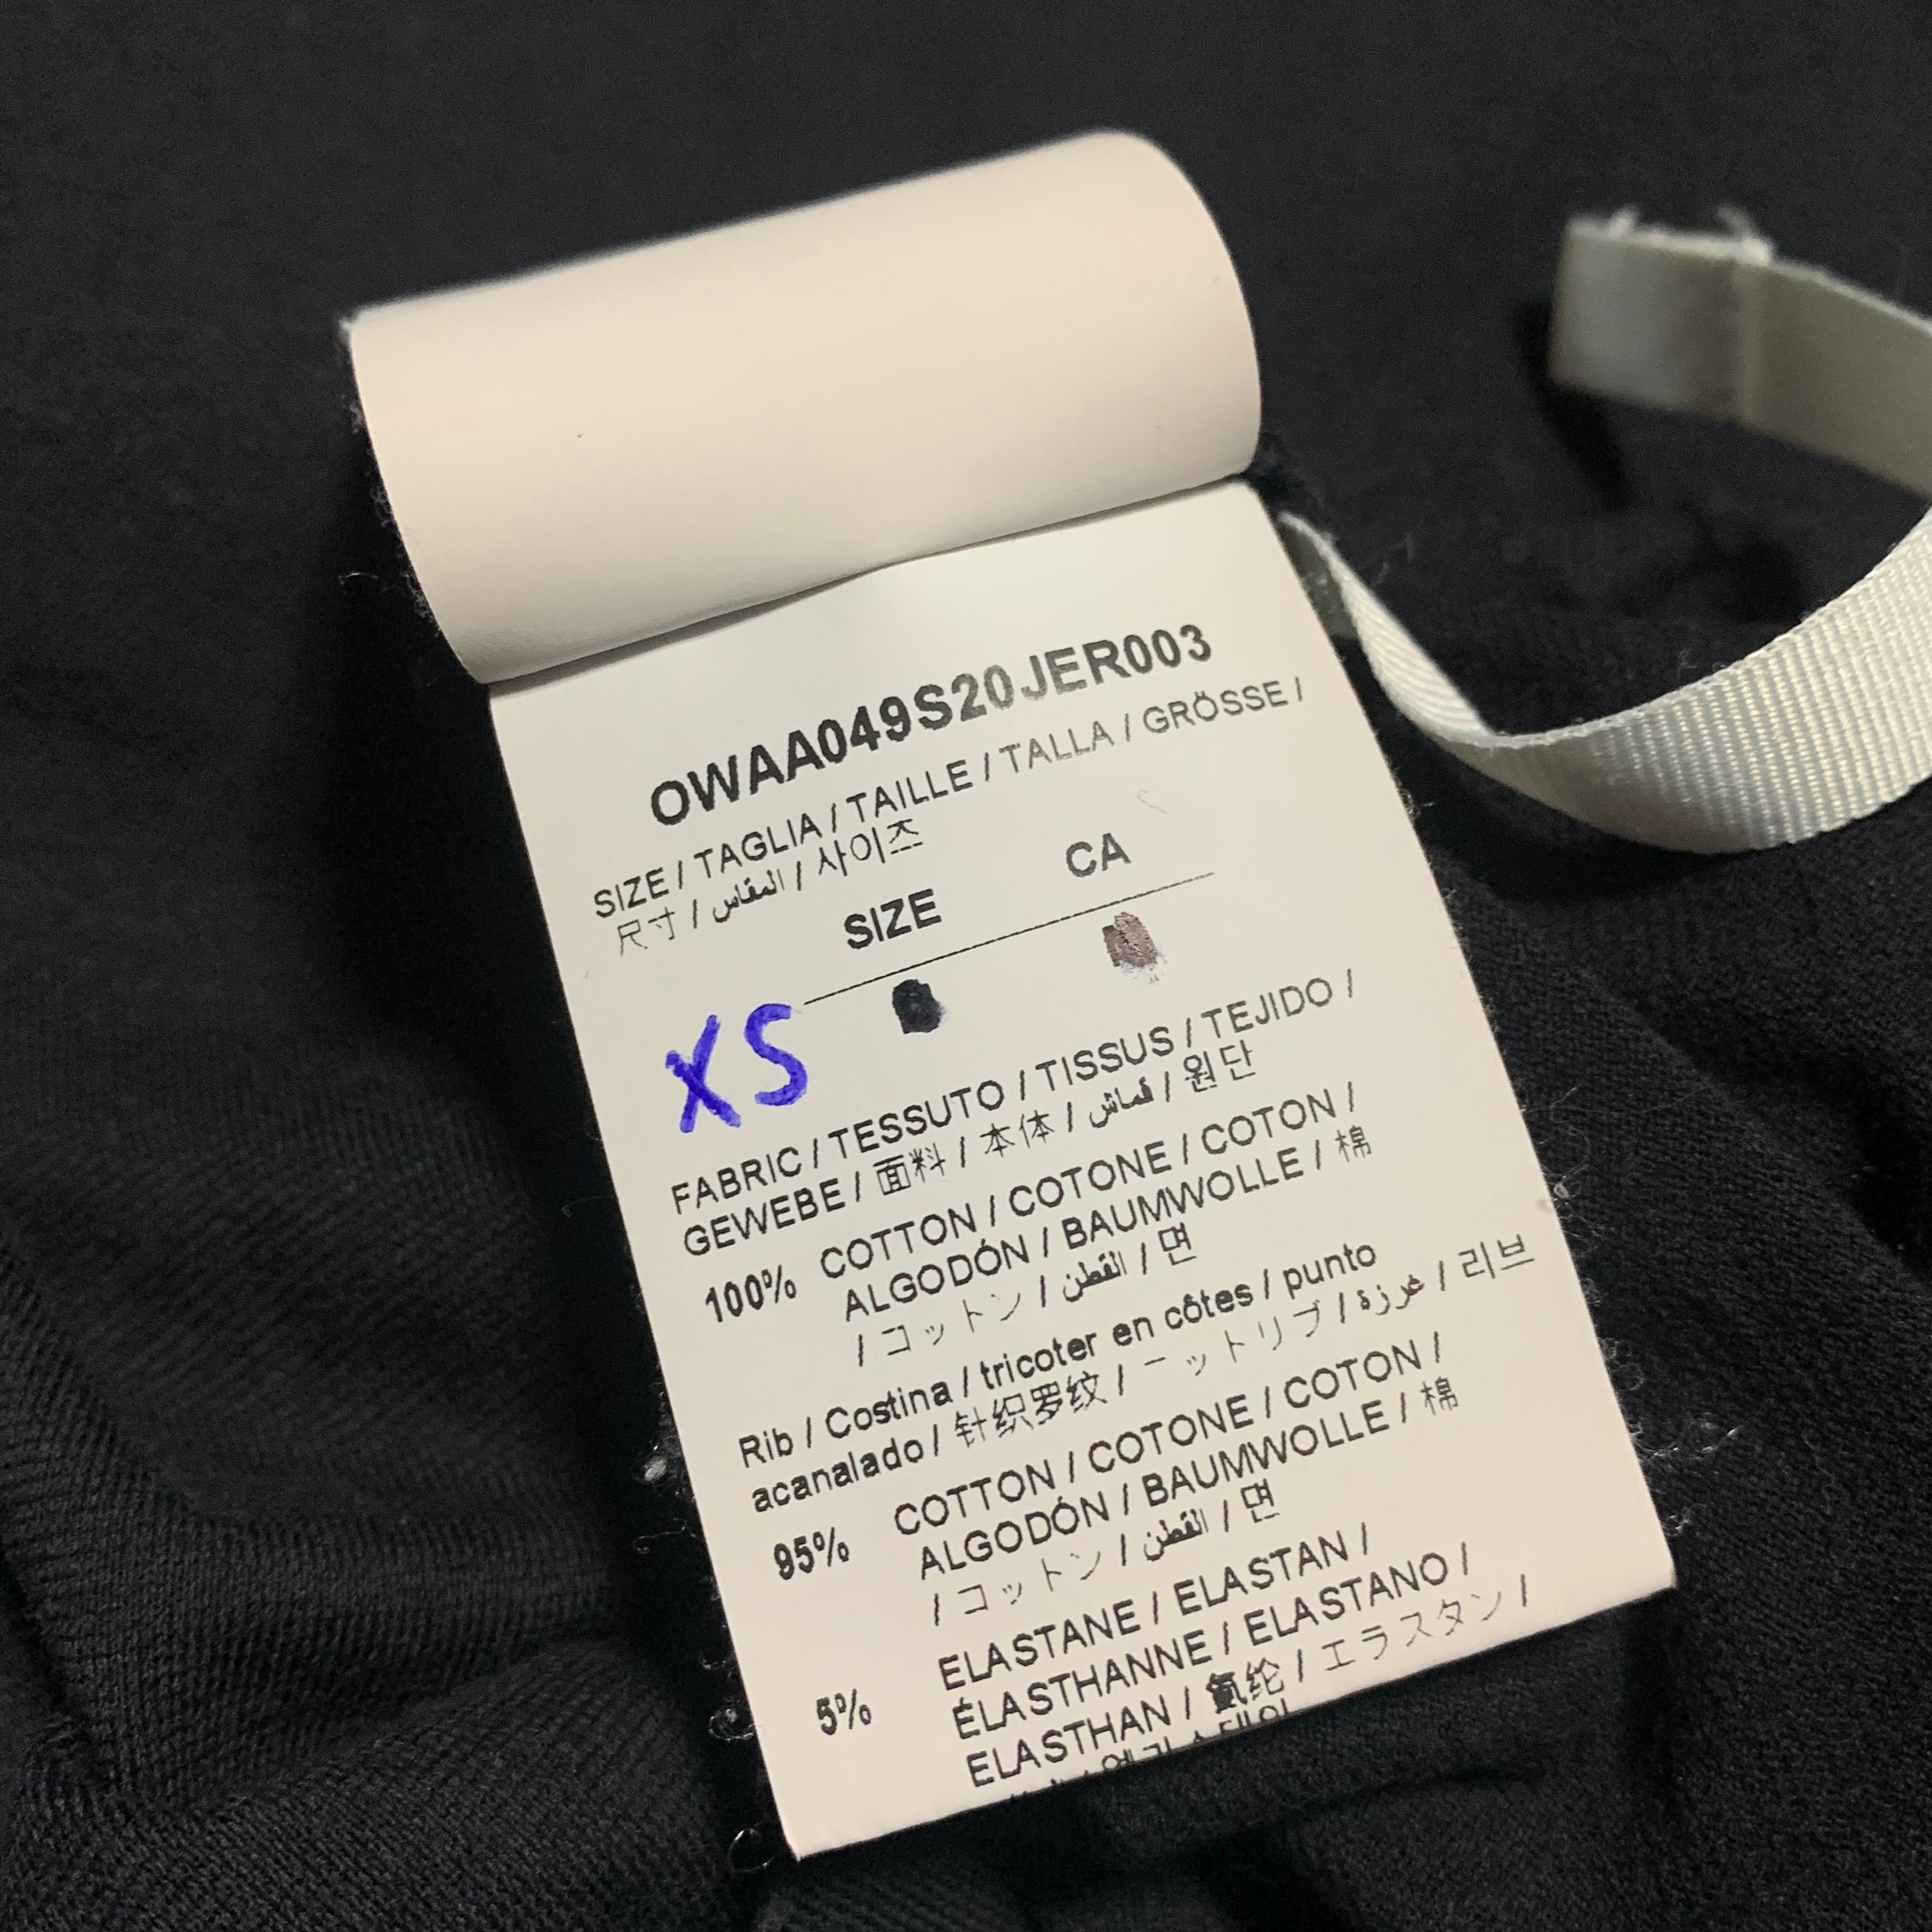 OWAA049S20JER003
SIZE / TAGLIA / TAILLE / TALLA / GRÖSSE /
尺寸 / المقاس / 사이즈
SIZE CA
XS
FABRIC / TESSUTO / TISSUS / TEJIDO /
GEWEBE / 面料 / 本体 / قماش / 원단
100% COTTON / COTONE / COTON /
ALGODÓN / BAUMWOLLE / 棉
/ コットン / القطن / 면
Rib / Costina / tricoter en côtes / punto
acanalado / 针织罗纹 / ニットリブ / غرزة / 리브
95% COTTON / COTONE / COTON /
ALGODÓN / BAUMWOLLE / 棉
/ コットン / القطن / 면
5% ELASTANE / ELASTAN /
ÉLASTHANNE / ELASTANO /
ELASTHAN / 氨纶 / エラスタン /